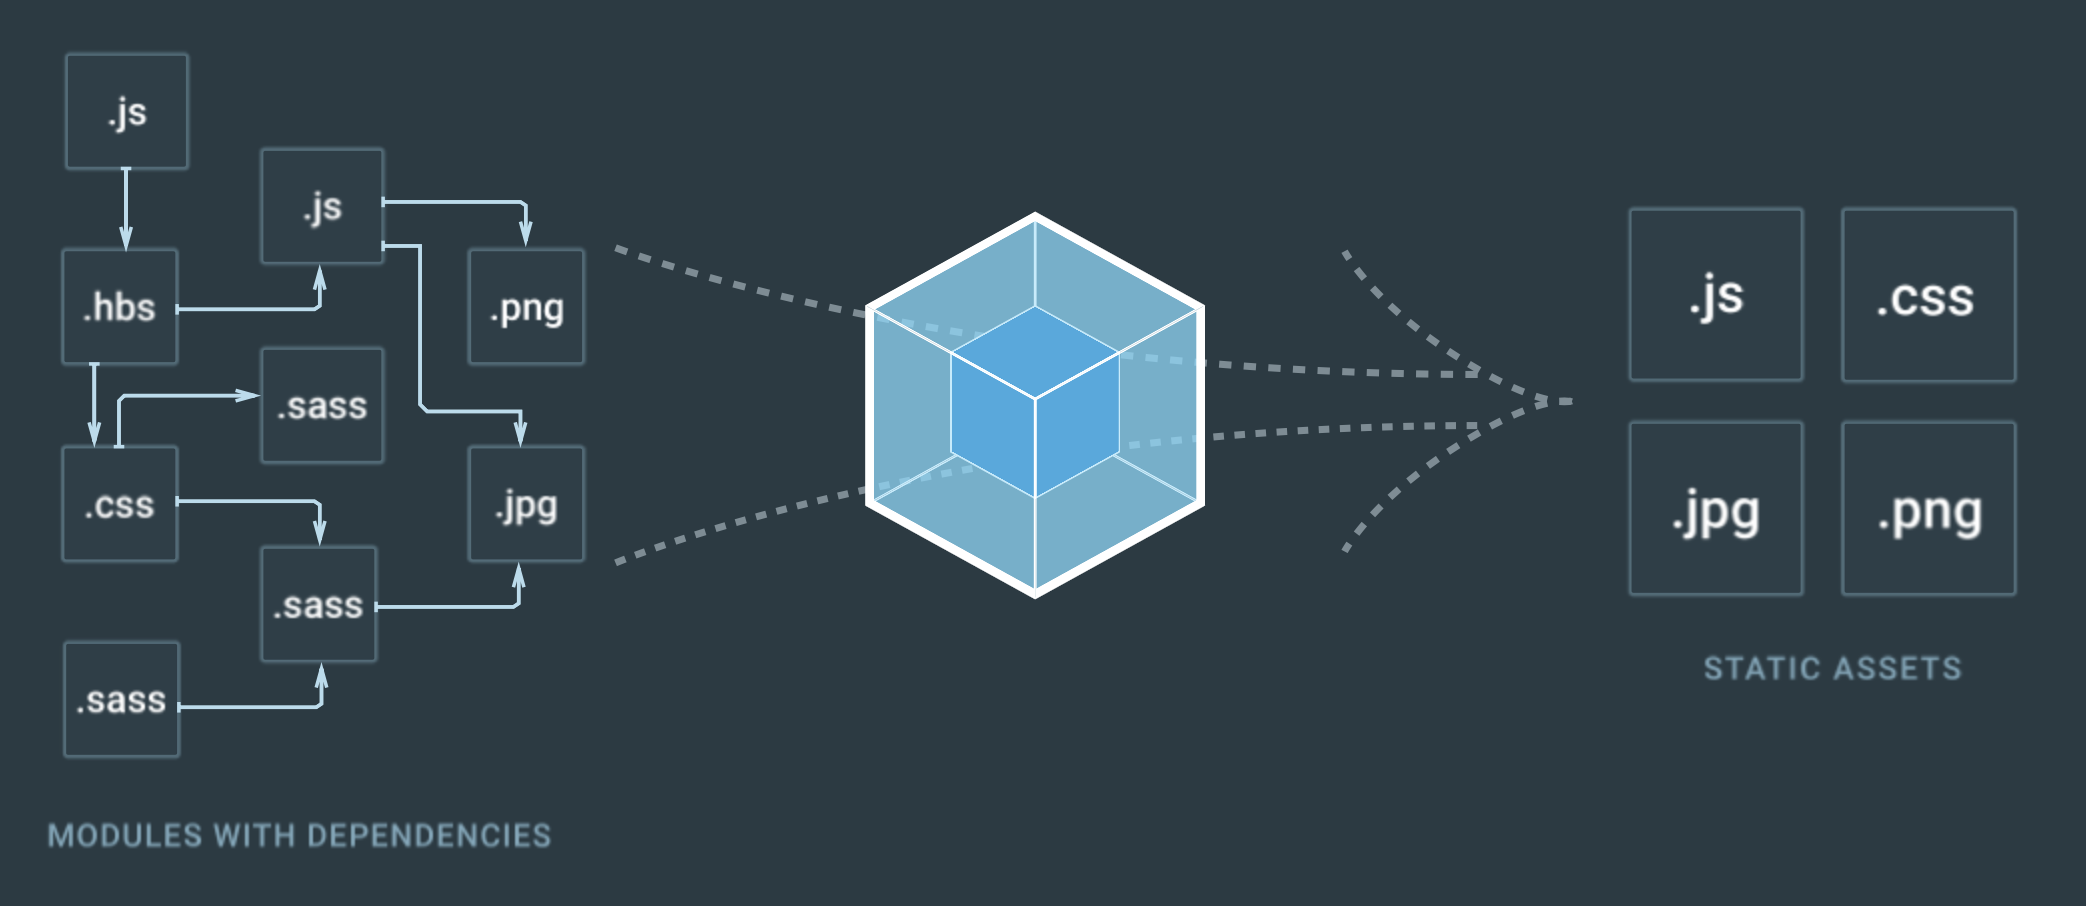 .js
.js
.hbs
.png
.sass
.css
.jpg
.sass
.sass
MODULES WITH DEPENDENCIES
.js
.css
.jpg
.png
STATIC ASSETS